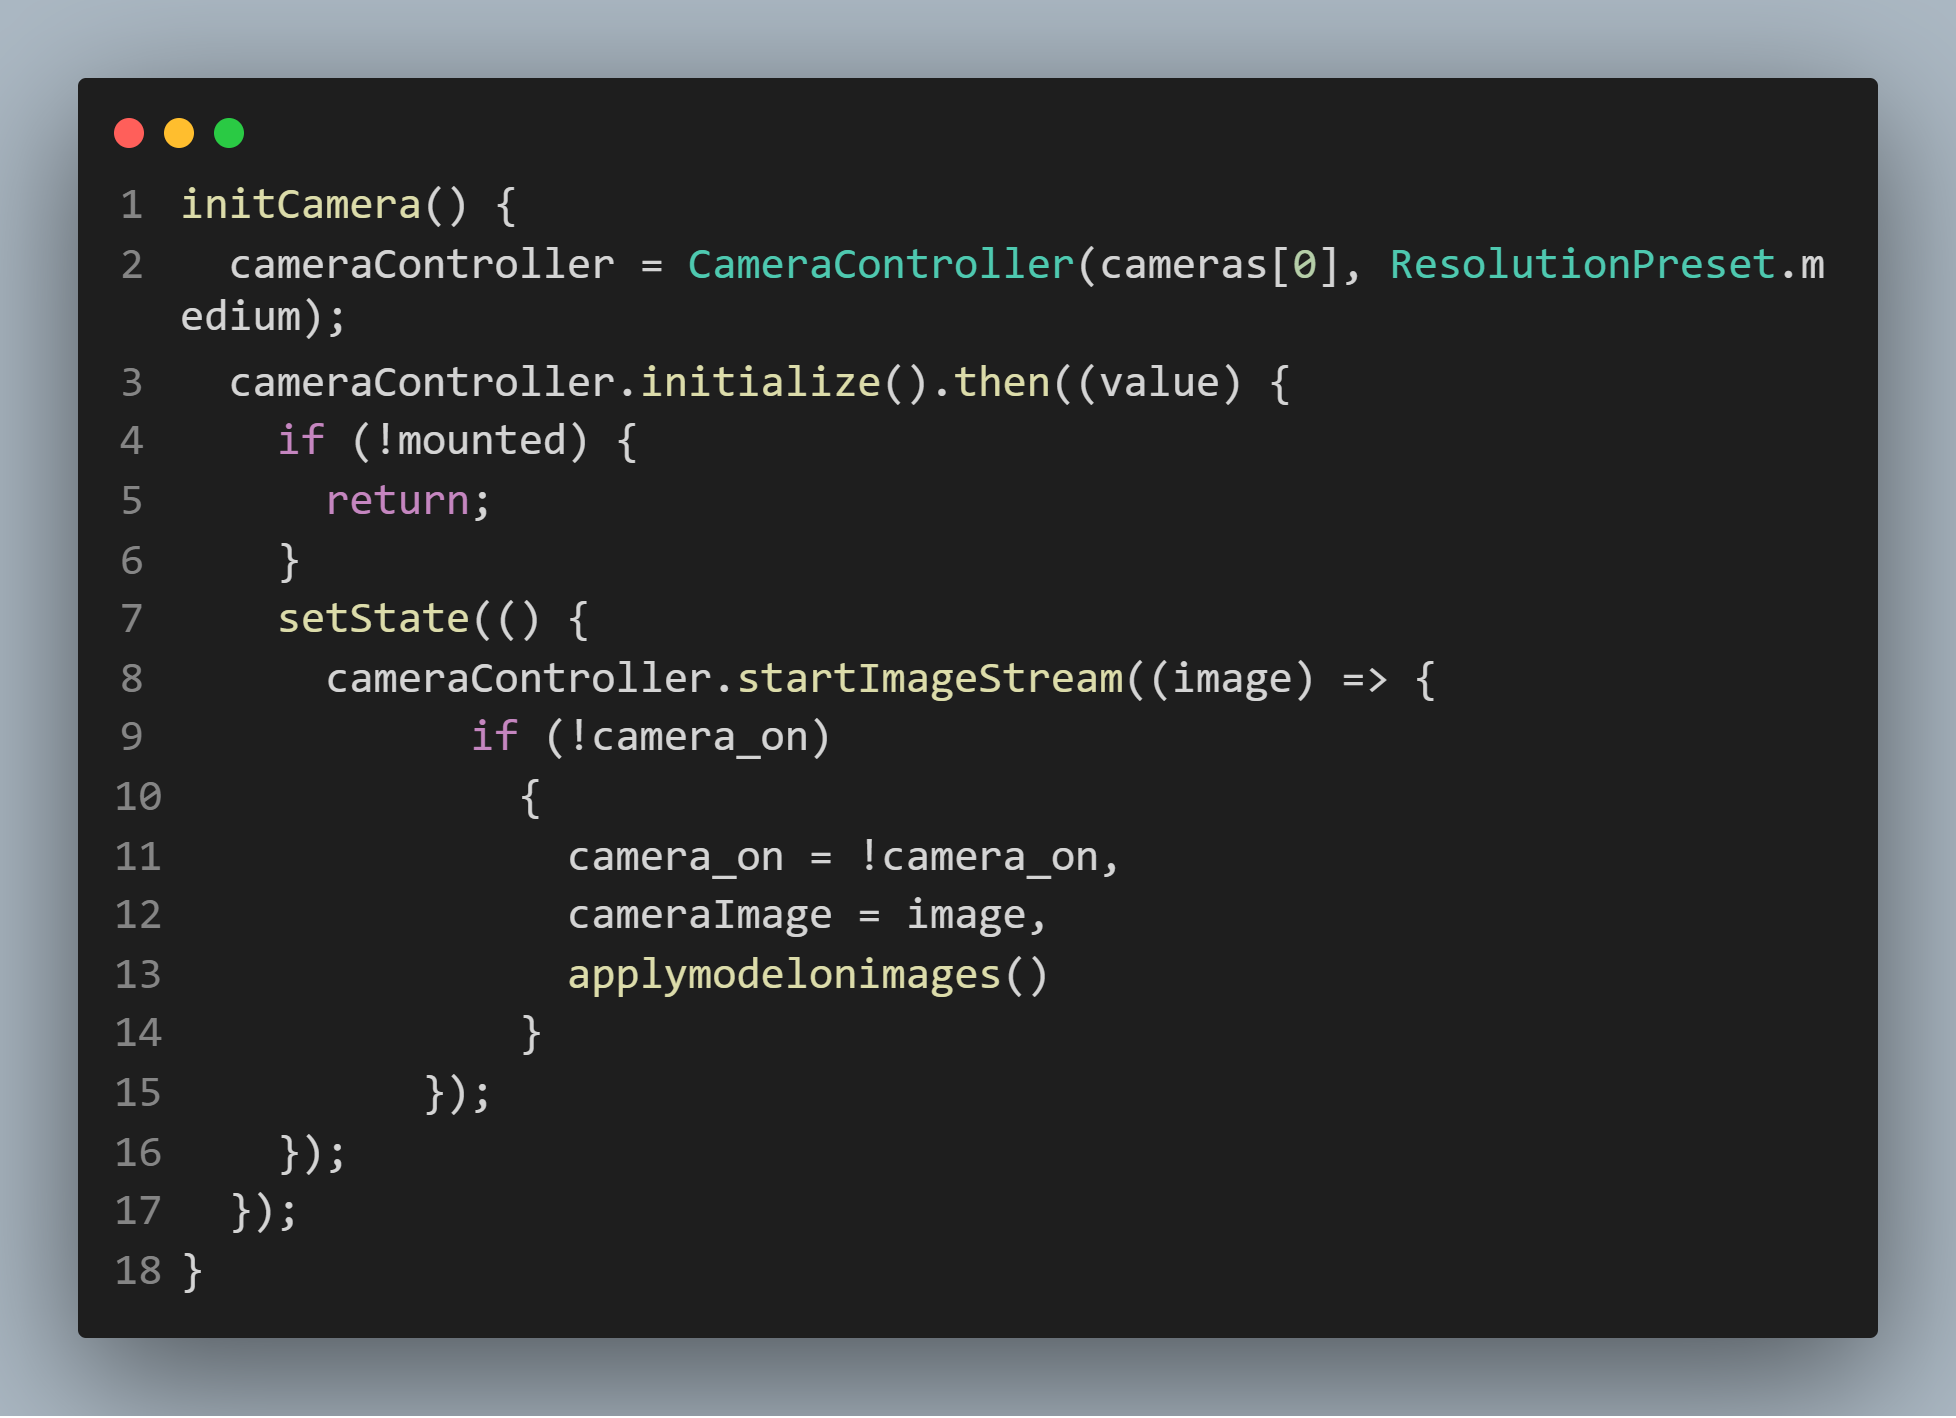 1 initCamera() {
2   cameraController = CameraController(cameras[0], ResolutionPreset.m
edium);
3   cameraController.initialize().then((value) {
4     if (!mounted) {
5       return;
6     }
7     setState(() {
8       cameraController.startImageStream((image) => {
9             if (!camera_on)
10               {
11                 camera_on = !camera_on,
12                 cameraImage = image,
13                 applymodelonimages()
14               }
15           });
16     });
17   });
18 }